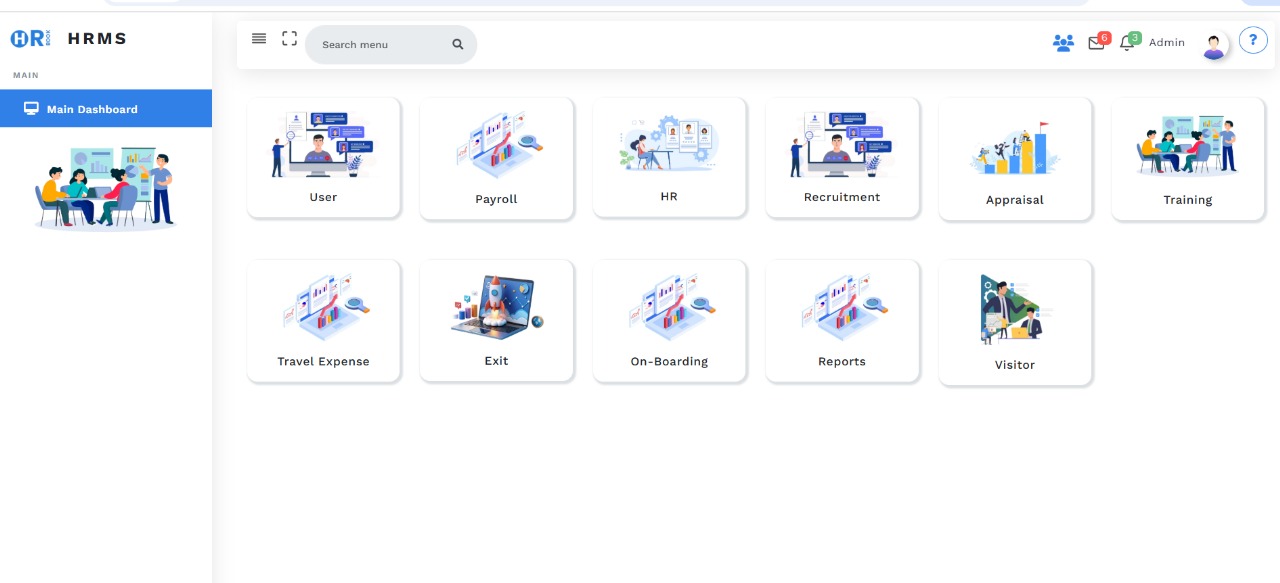 HR BOOK HRMS
Search menu
6
3
Admin
?
MAIN
Main Dashboard
User
Payroll
HR
Recruitment
Appraisal
Training
Travel Expense
Exit
On-Boarding
Reports
Visitor